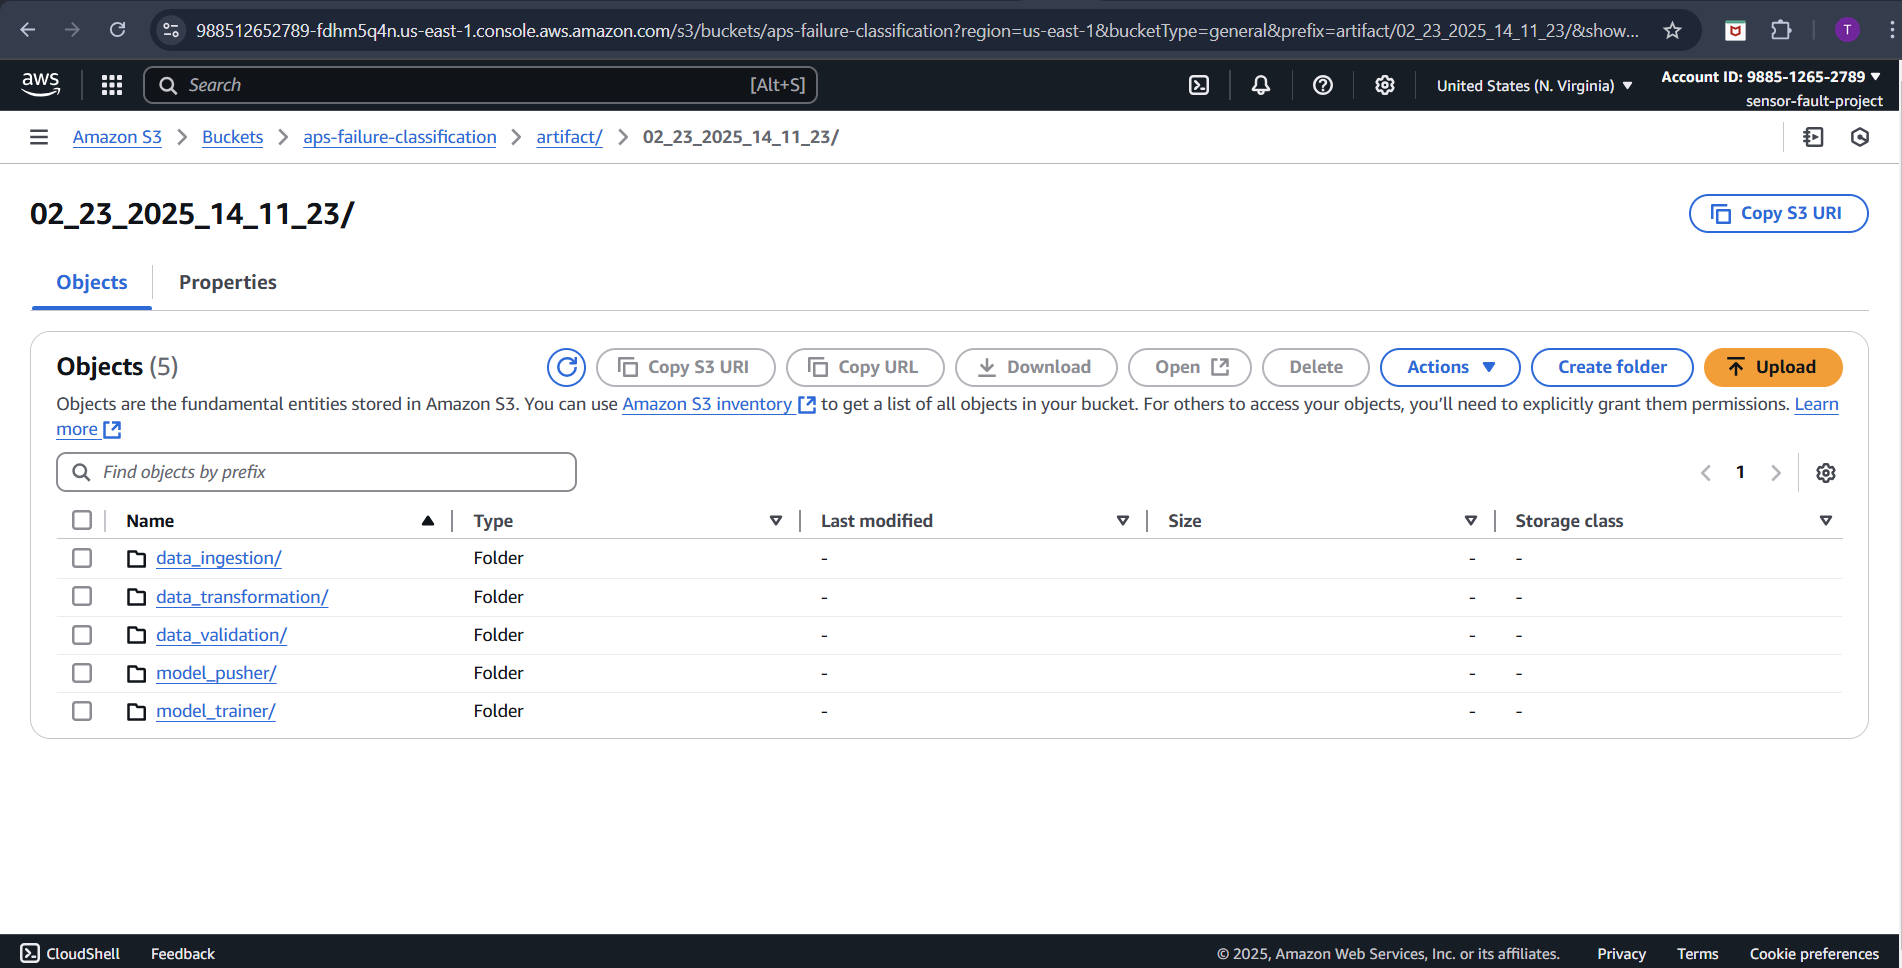 988512652789-fdhm5q4n.us-east-1.console.aws.amazon.com/s3/buckets/aps-failure-classification?region=us-east-1&bucketType=general&prefix=artifact/02_23_2025_14_11_23/&show...
T
aws
Search [Alt+S]
United States (N. Virginia)
Account ID: 9885-1265-2789
sensor-fault-project
Amazon S3 Buckets aps-failure-classification artifact/ 02_23_2025_14_11_23/
02_23_2025_14_11_23/
Copy S3 URI
Objects Properties
Objects (5)
Copy S3 URI Copy URL Download Open Delete Actions Create folder Upload
Objects are the fundamental entities stored in Amazon S3. You can use Amazon S3 inventory to get a list of all objects in your bucket. For others to access your objects, you’ll need to explicitly grant them permissions. Learn
more
Find objects by prefix
1
Name Type Last modified Size Storage class
data_ingestion/ Folder - - -
data_transformation/ Folder - - -
data_validation/ Folder - - -
model_pusher/ Folder - - -
model_trainer/ Folder - - -
CloudShell Feedback
© 2025, Amazon Web Services, Inc. or its affiliates. Privacy Terms Cookie preferences